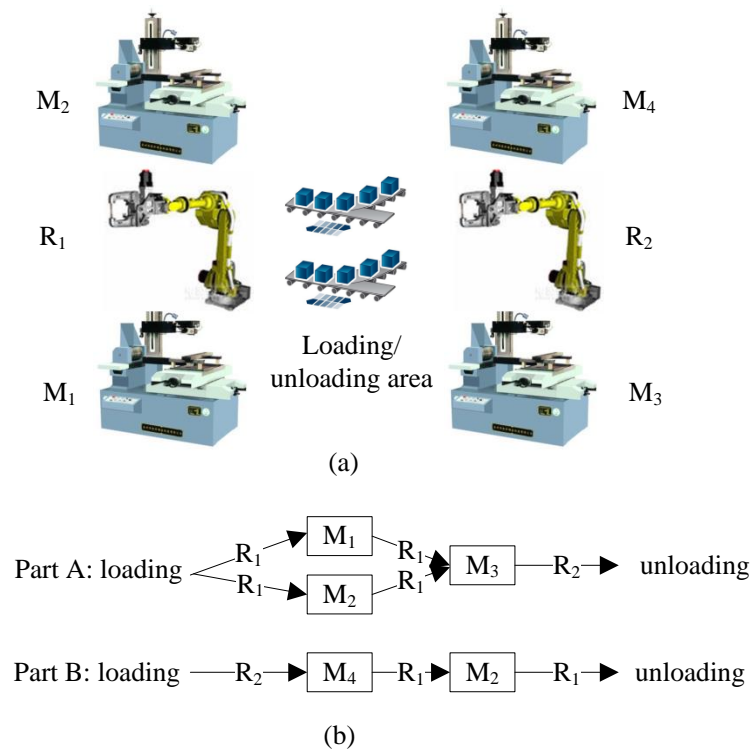 M₂
M₄
R₁
R₂
Loading/
unloading area
M₁
M₃
(a)
Part A: loading R₁ M₁ R₁ M₃ R₂ unloading
R₁ M₂ R₁
Part B: loading R₂ M₄ R₁ M₂ R₁ unloading
(b)